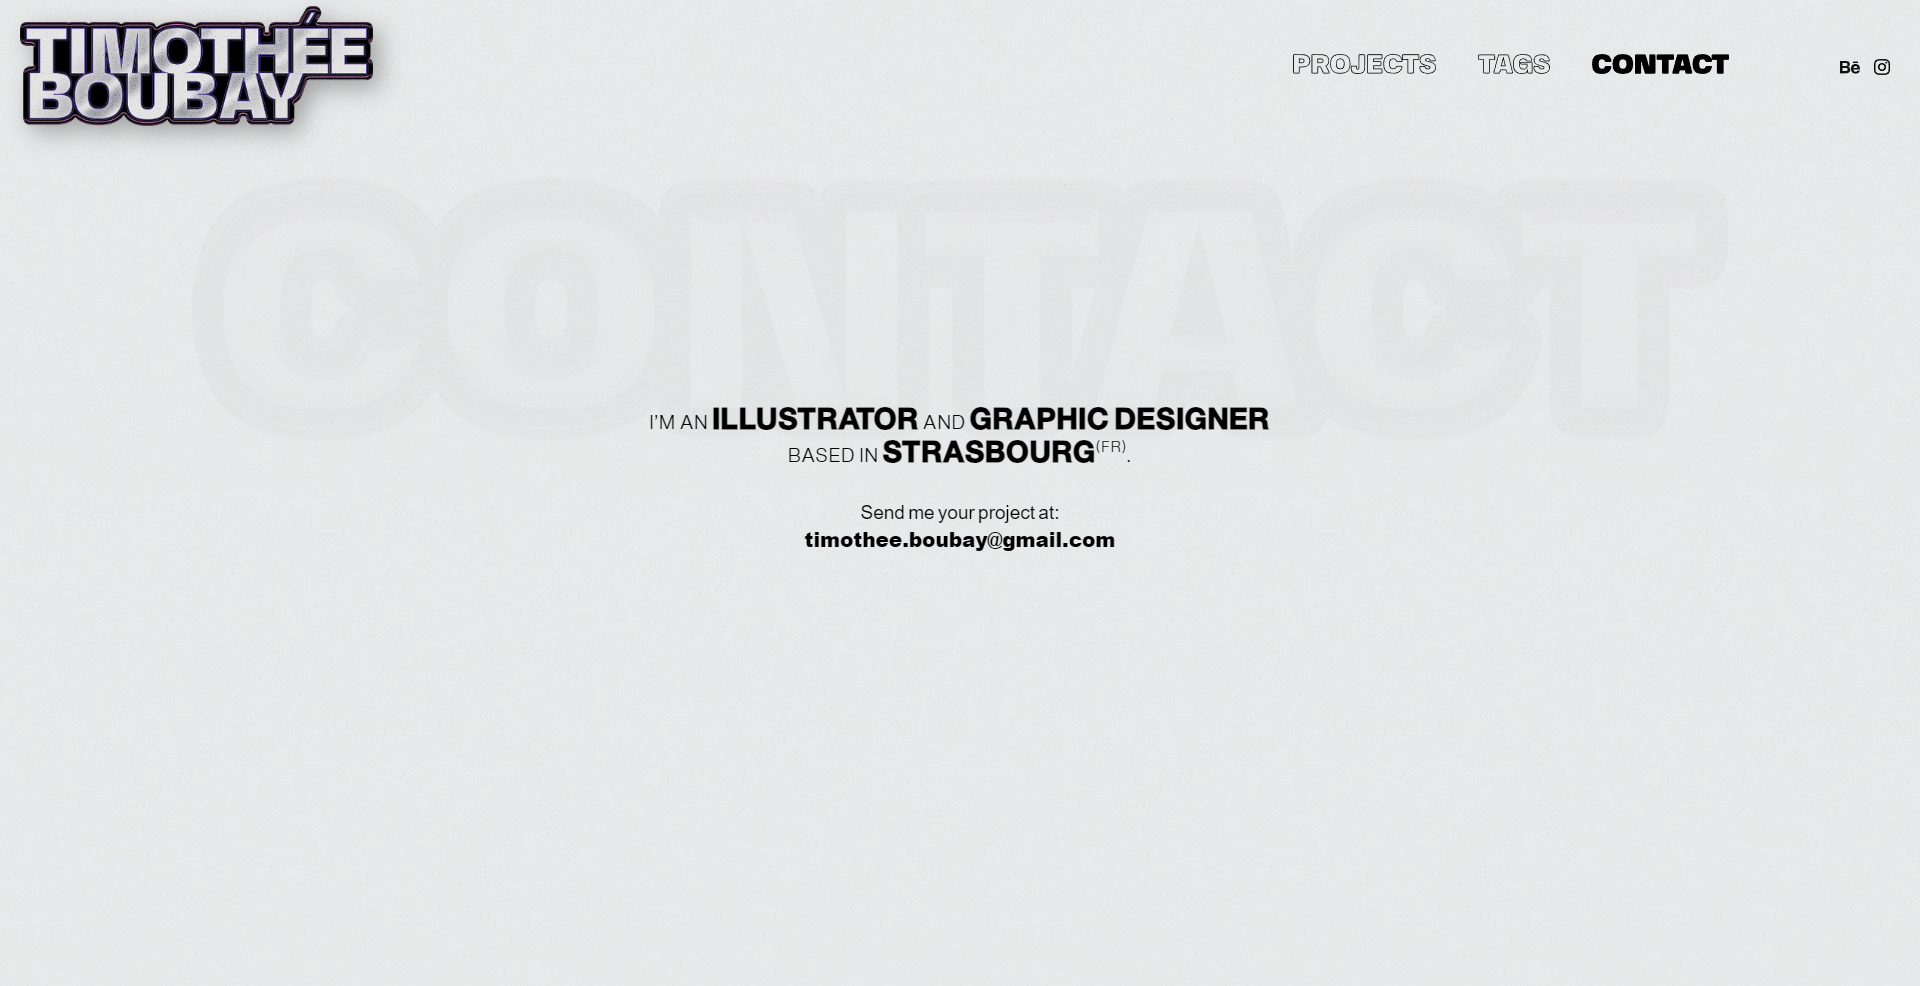 TIMOTHÉE
BOUBAY
PROJECTS TAGS CONTACT Bē
CONTACT
I’M AN ILLUSTRATOR AND GRAPHIC DESIGNER
BASED IN STRASBOURG(FR).
Send me your project at:
timothee.boubay@gmail.com